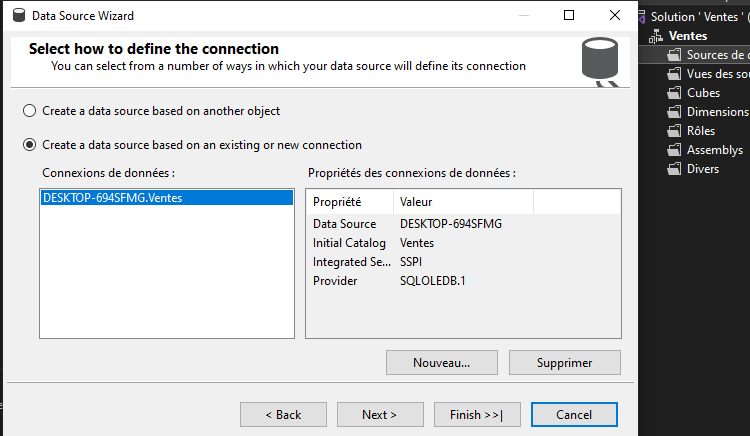 Data Source Wizard
Select how to define the connection
You can select from a number of ways in which your data source will define its connection
Create a data source based on another object
Create a data source based on an existing or new connection
Connexions de données :
DESKTOP-694SFMG.Ventes
Propriétés des connexions de données :
Propriété Valeur
Data Source DESKTOP-694SFMG
Initial Catalog Ventes
Integrated Se... SSPI
Provider SQLOLEDB.1
Nouveau... Supprimer
< Back Next > Finish >>| Cancel
Solution ' Ventes ' (
Ventes
Sources de
Vues des sou
Cubes
Dimensions
Rôles
Assemblys
Divers